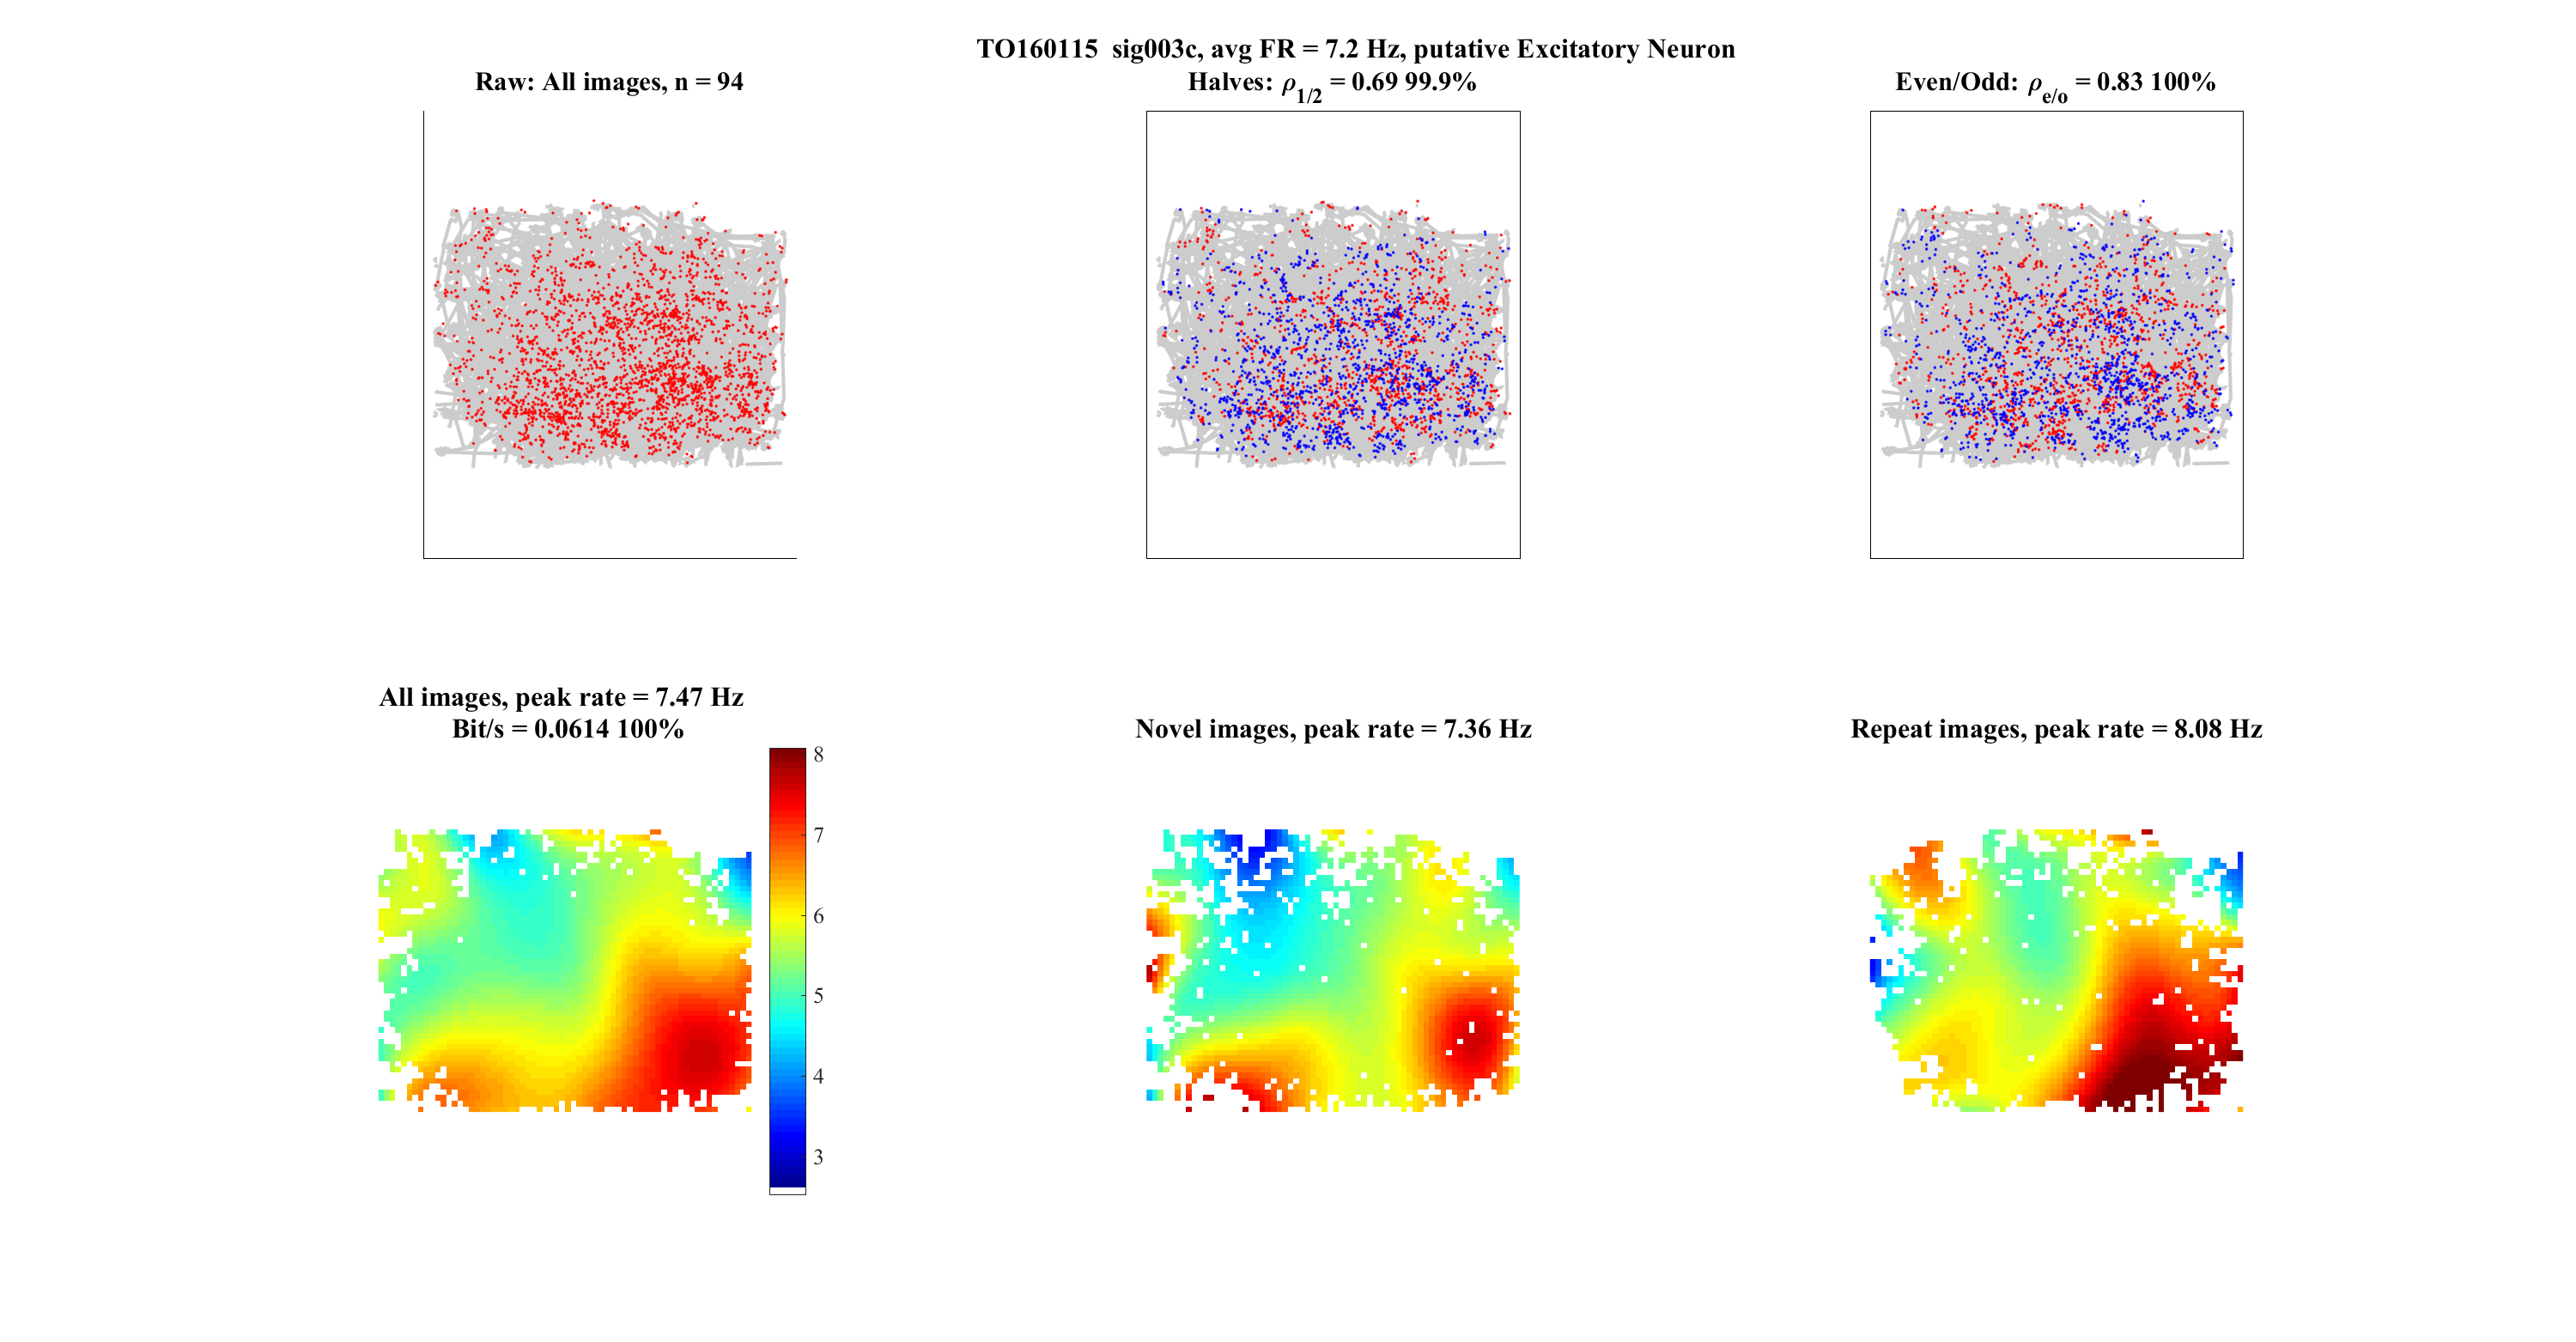 TO160115 sig003c, avg FR = 7.2 Hz, putative Excitatory Neuron
Raw: All images, n = 94
Halves: ρ1/2 = 0.69 99.9%
Even/Odd: ρe/o = 0.83 100%
All images, peak rate = 7.47 Hz
Bit/s = 0.0614 100%
Novel images, peak rate = 7.36 Hz
Repeat images, peak rate = 8.08 Hz
8
7
6
5
4
3